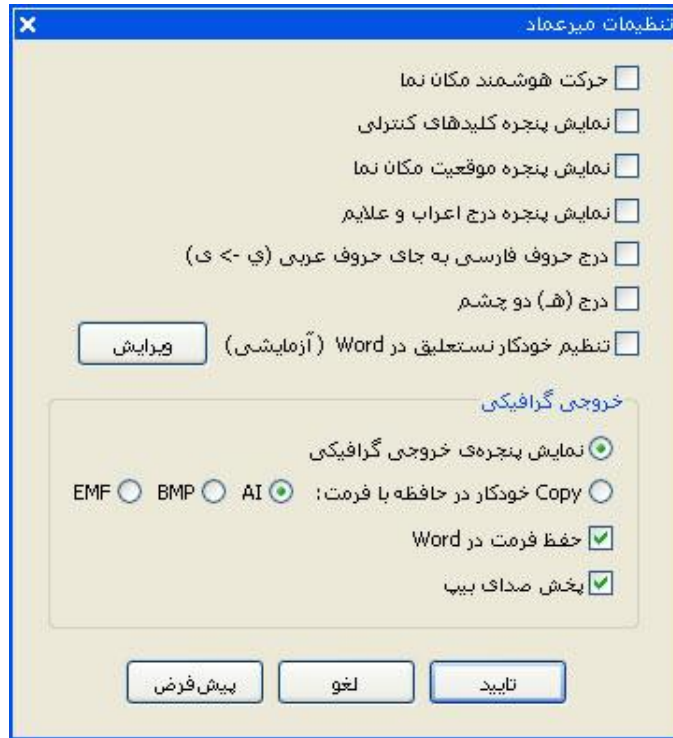 تنظیمات میرعماد
حرکت هوشمند مکان نما
نمایش پنجره کلیدهای کنترلی
نمایش پنجره موقعیت مکان نما
نمایش پنجره درج اعراب و علایم
درج حروف فارسی به جای حروف عربی (ي -> ی)
درج (هـ) دو چشم
تنظیم خودکار نستعلیق در Word (آزمایشی) ویرایش
خروجی گرافیکی
نمایش پنجره‌ی خروجی گرافیکی
Copy خودکار در حافظه با فرمت: AI BMP EMF
حفظ فرمت در Word
پخش صدای بیپ
تایید لغو پیش‌فرض